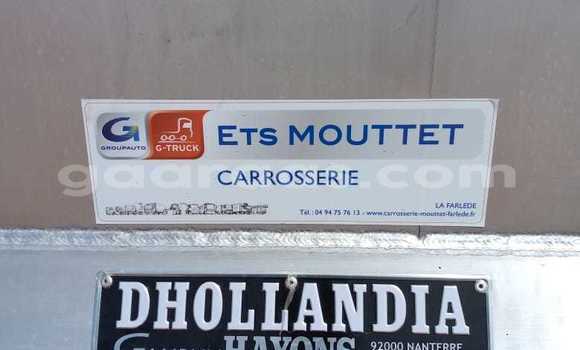 G
GROUPAUTO
G-TRUCK
ETS MOUTTET
CARROSSERIE
LA FARLEDE
Tél.: 04 94 75 76 13 - www.carrosserie-mouttet-farlede.fr
DHOLLANDIA
HAYONS
92000 NANTERRE